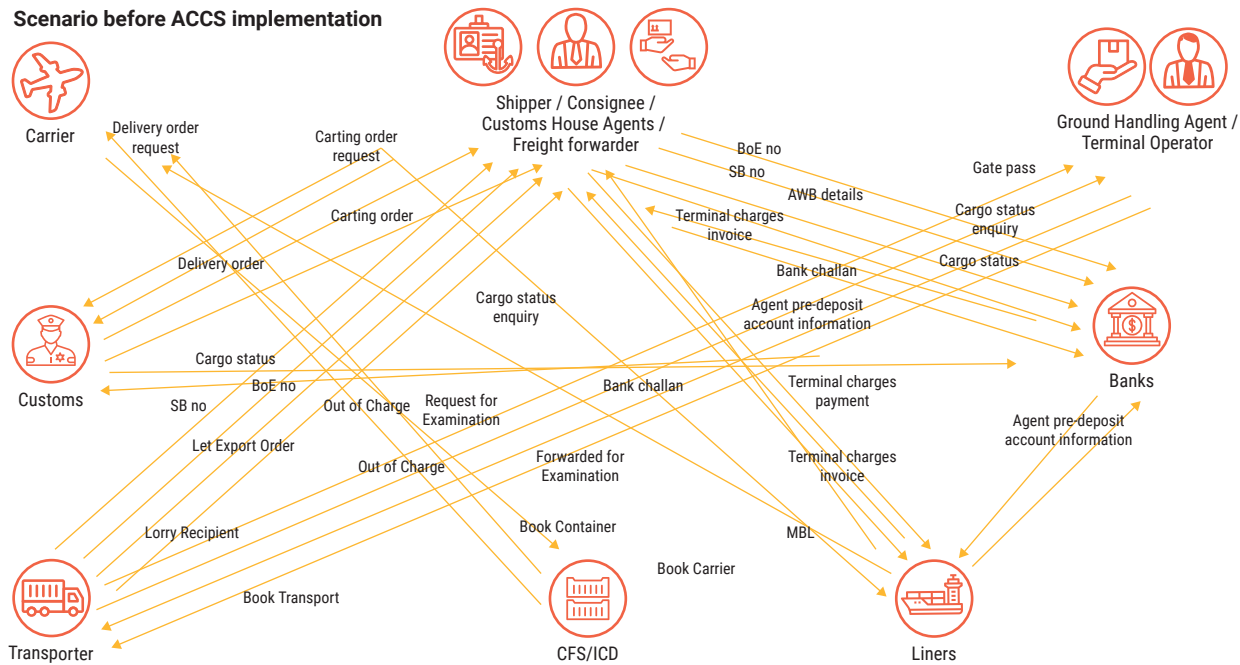 Scenario before ACCS implementation
Carrier
Shipper / Consignee /
Customs House Agents /
Freight forwarder
Ground Handling Agent /
Terminal Operator
Delivery order
request
Carting order
request
BoE no
SB no
AWB details
Gate pass
Carting order
Terminal charges
invoice
Cargo status
enquiry
Delivery order
Bank challan
Cargo status
Cargo status
enquiry
Agent pre-deposit
account information
Customs
Banks
Cargo status
BoE no
SB no
Out of Charge
Request for
Examination
Bank challan
Terminal charges
payment
Agent pre-deposit
account information
Let Export Order
Out of Charge
Forwarded for
Examination
Terminal charges
invoice
Lorry Recipient
Book Container
MBL
Book Carrier
Book Transport
Transporter
CFS/ICD
Liners